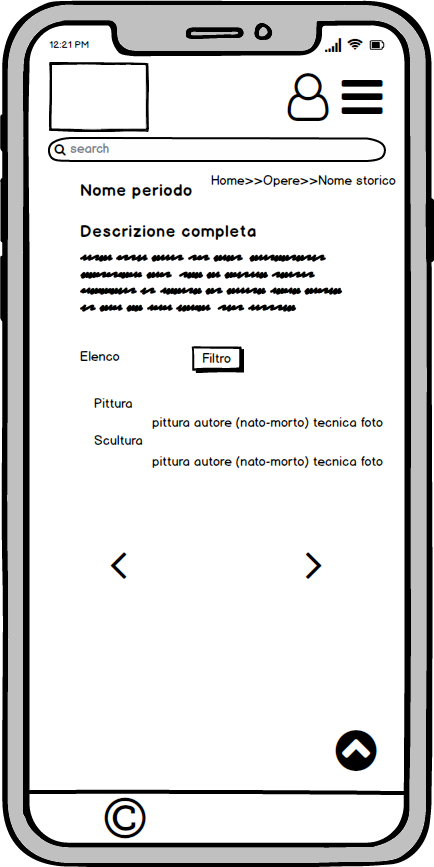 12:21 PM
search
Home>>Opere>>Nome storico
Nome periodo
Descrizione completa
Elenco
Filtro
Pittura
pittura autore (nato-morto) tecnica foto
Scultura
pittura autore (nato-morto) tecnica foto
©